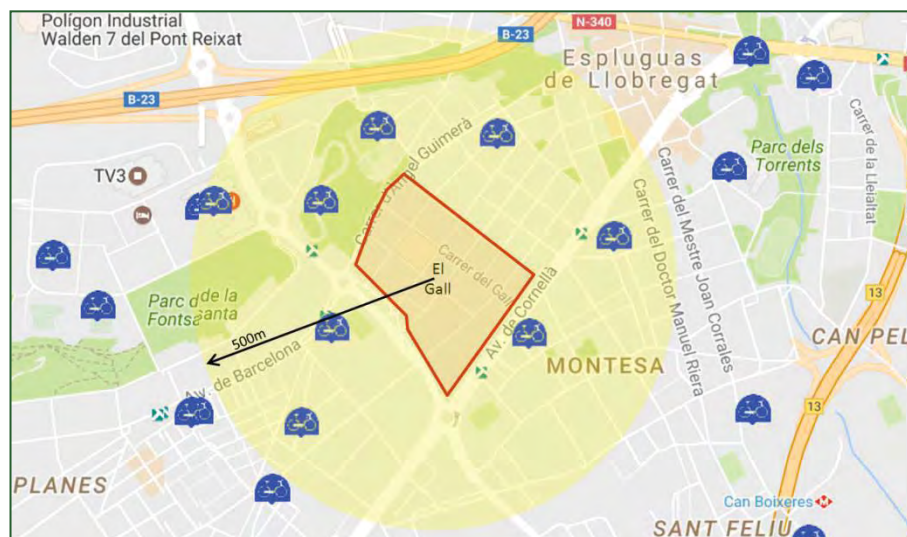 Polígon Industrial
Walden 7 del Pont Reixat
B-23
N-340
B-23
Espluguas
de Llobregat
Carrer d'Àngel Guimerà
TV3
Parc dels
Torrents
Carrer de la Lleialtat
Carrer del Mestre Joan Corrales
Carrer del Doctor Manuel Riera
El
Gall
Carrer del Gall
Av. de Cornellà
13
Parc d
de la
Fontsa
santa
500m
Av. de Barcelona
MONTESA
CAN PEL
13
PLANES
Can Boixeres
M
SANT FELIU